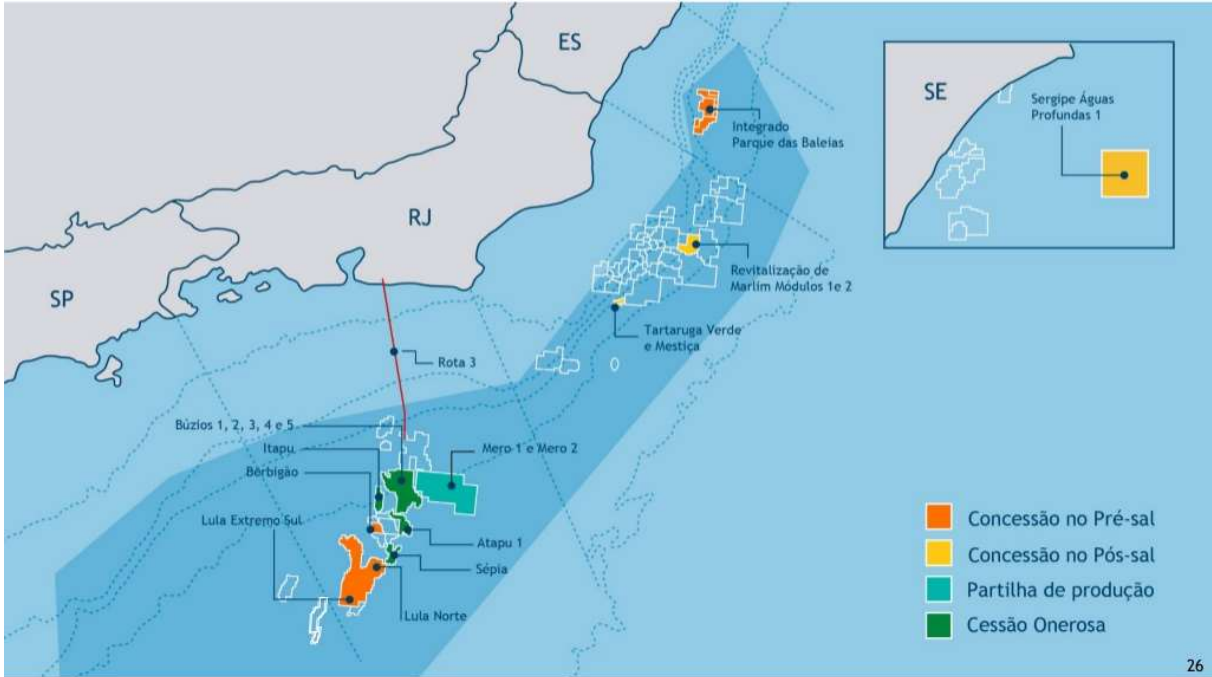 ES
SE
Sergipe Águas
Profundas 1
Integrado
Parque das Baleias
RJ
Revitalização de
Marlim Módulos 1e 2
SP
Tartaruga Verde
e Mestiça
Rota 3
Búzios 1, 2, 3, 4 e 5
Itapu
Berbigão
Mero 1 e Mero 2
Lula Extremo Sul
Atapu 1
Sépia
Lula Norte
Concessão no Pré-sal
Concessão no Pós-sal
Partilha de produção
Cessão Onerosa
26